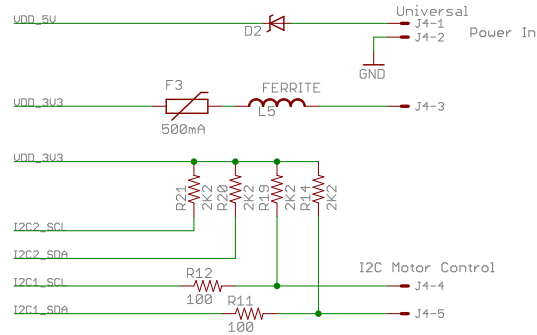 VDD_5V
D2
Universal
J4-1
J4-2
Power In
GND
VDD_3V3
F3
500mA
FERRITE
L5
J4-3
VDD_3V3
R21
2K2
R20
2K2
R19
2K2
R14
2K2
I2C2_SCL
I2C2_SDA
I2C1_SCL
R12
100
I2C Motor Control
J4-4
I2C1_SDA
R11
100
J4-5